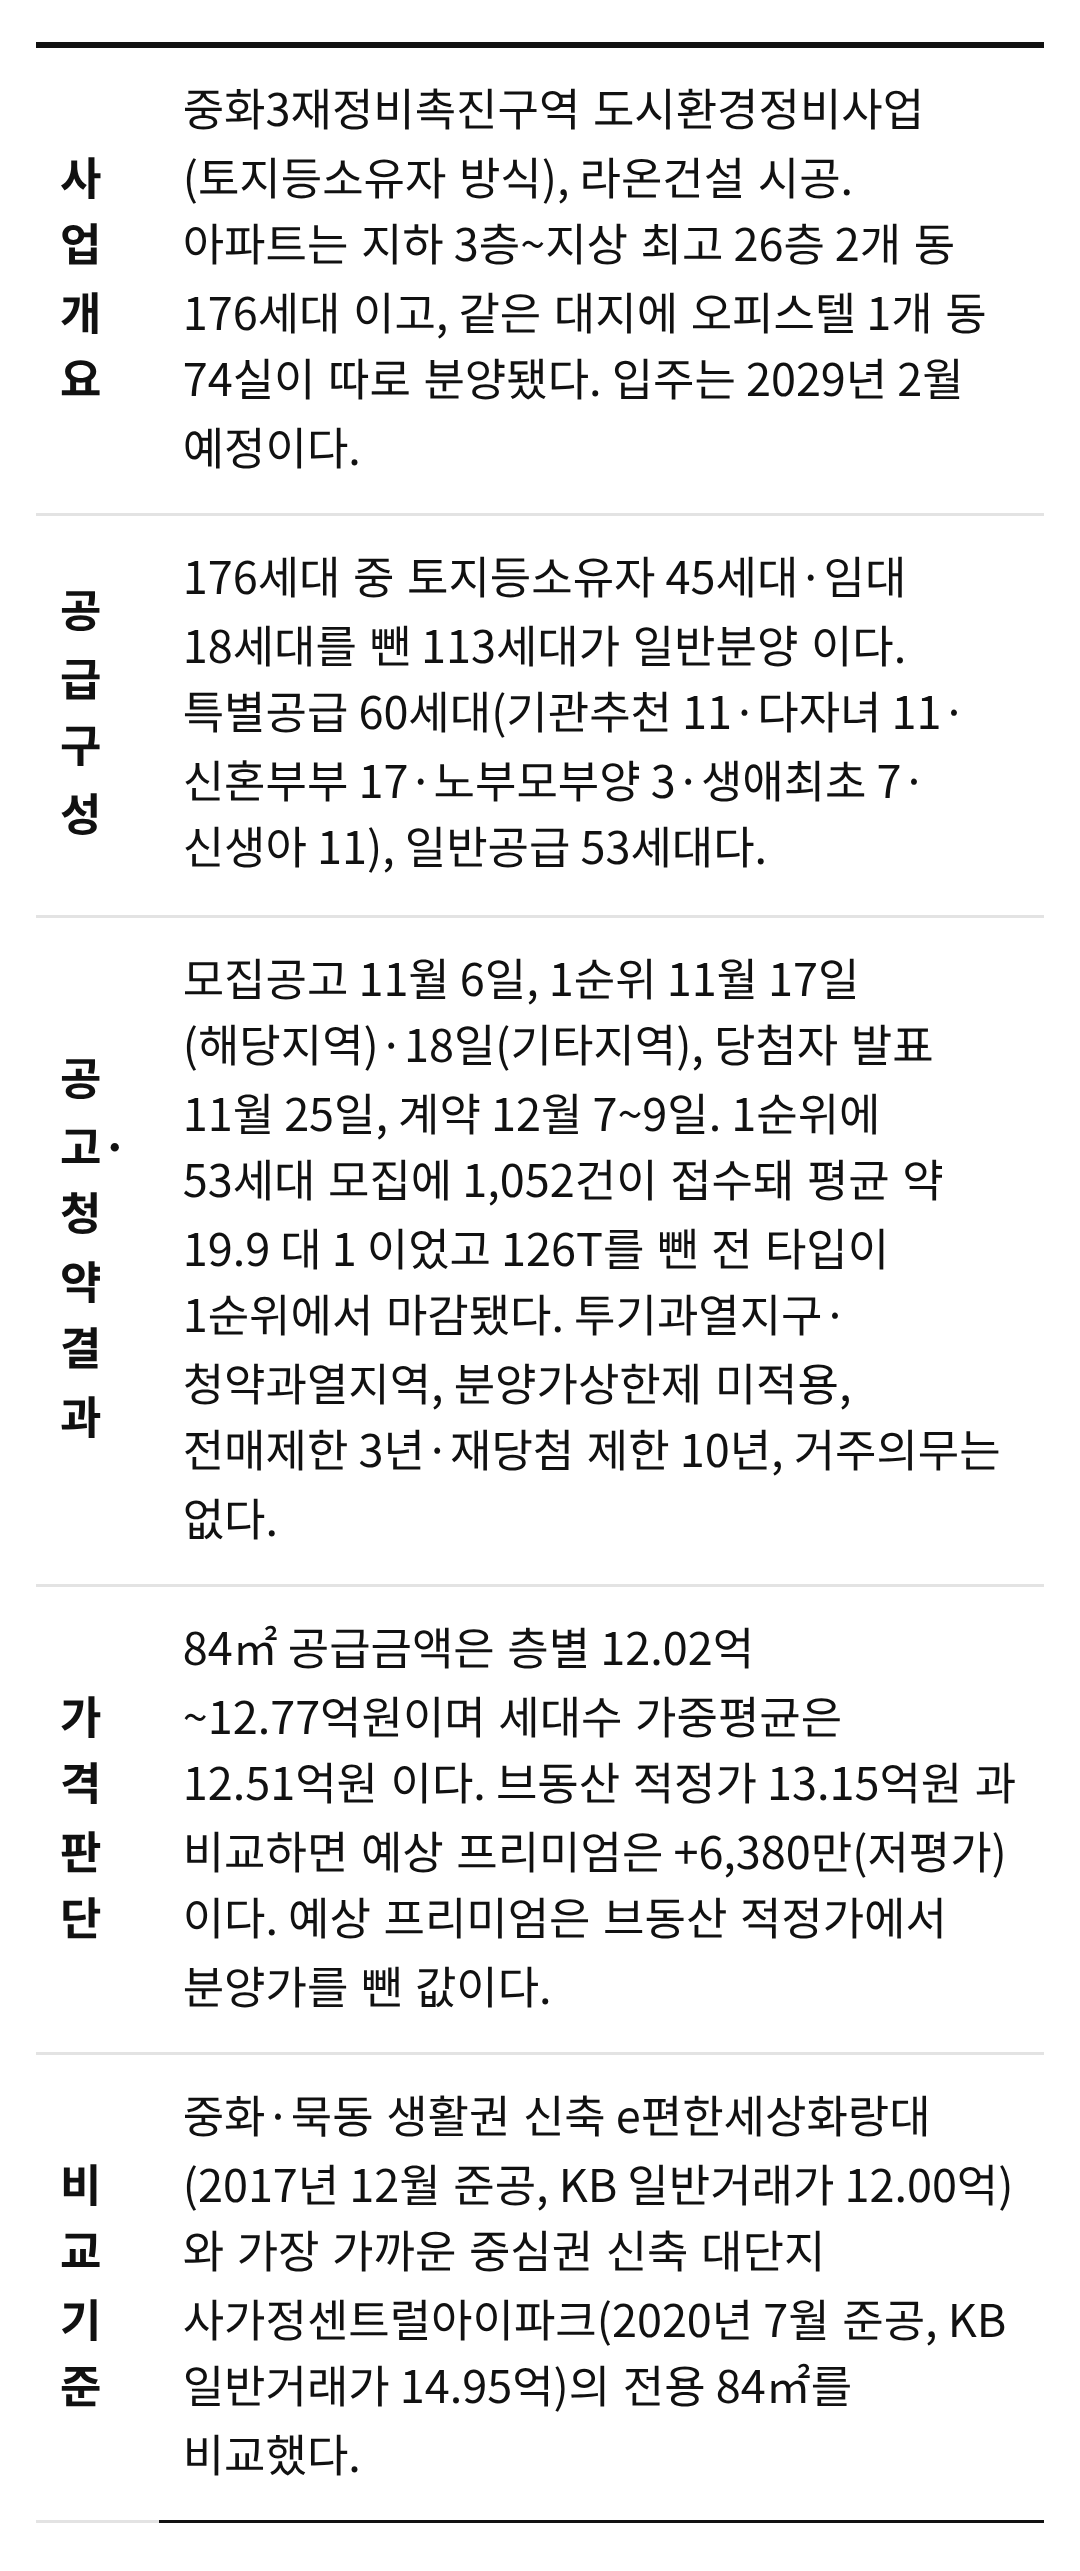 사업개요
중화3재정비촉진구역 도시환경정비사업
(토지등소유자 방식), 라온건설 시공.
아파트는 지하 3층~지상 최고 26층 2개 동
176세대 이고, 같은 대지에 오피스텔 1개 동
74실이 따로 분양됐다. 입주는 2029년 2월
예정이다.
공급구성
176세대 중 토지등소유자 45세대·임대
18세대를 뺀 113세대가 일반분양 이다.
특별공급 60세대(기관추천 11·다자녀 11·
신혼부부 17·노부모부양 3·생애최초 7·
신생아 11), 일반공급 53세대다.
공고·청약결과
모집공고 11월 6일, 1순위 11월 17일
(해당지역)·18일(기타지역), 당첨자 발표
11월 25일, 계약 12월 7~9일. 1순위에
53세대 모집에 1,052건이 접수돼 평균 약
19.9 대 1 이었고 126T를 뺀 전 타입이
1순위에서 마감됐다. 투기과열지구·
청약과열지역, 분양가상한제 미적용,
전매제한 3년·재당첨 제한 10년, 거주의무는
없다.
가격판단
84㎡ 공급금액은 층별 12.02억
~12.77억원이며 세대수 가중평균은
12.51억원 이다. 브동산 적정가 13.15억원 과
비교하면 예상 프리미엄은 +6,380만(저평가)
이다. 예상 프리미엄은 브동산 적정가에서
분양가를 뺀 값이다.
비교기준
중화·묵동 생활권 신축 e편한세상화랑대
(2017년 12월 준공, KB 일반거래가 12.00억)
와 가장 가까운 중심권 신축 대단지
사가정센트럴아이파크(2020년 7월 준공, KB
일반거래가 14.95억)의 전용 84㎡를
비교했다.